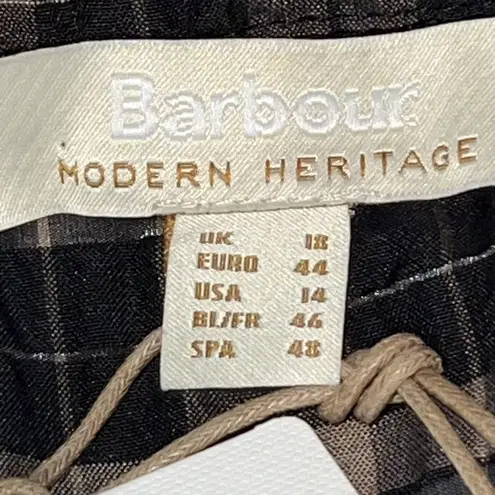 Barbour
MODERN HERITAGE
UK 18
EURO 44
USA 14
BL/FR 46
SPA 48